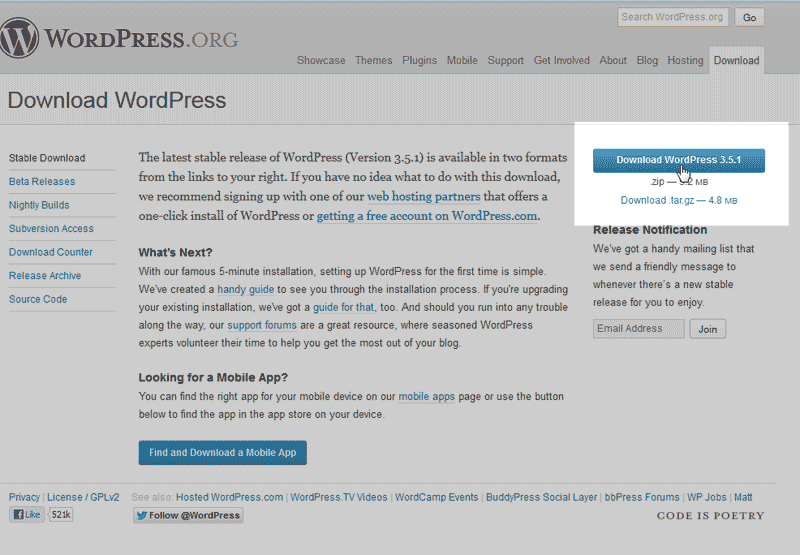 Search WordPress.org Go
WORDPRESS.ORG
Showcase Themes Plugins Mobile Support Get Involved About Blog Hosting Download
Download WordPress
Stable Download
Beta Releases
Nightly Builds
Subversion Access
Download Counter
Release Archive
Source Code
The latest stable release of WordPress (Version 3.5.1) is available in two formats
from the links to your right. If you have no idea what to do with this download,
we recommend signing up with one of our web hosting partners that offers a
one-click install of WordPress or getting a free account on WordPress.com.
What's Next?
With our famous 5-minute installation, setting up WordPress for the first time is simple.
We've created a handy guide to see you through the installation process. If you're upgrading
your existing installation, we've got a guide for that, too. And should you run into any trouble
along the way, our support forums are a great resource, where seasoned WordPress
experts volunteer their time to help you get the most out of your blog.
Looking for a Mobile App?
You can find the right app for your mobile device on our mobile apps page or use the button
below to find the app in the app store on your device.
Find and Download a Mobile App
Download WordPress 3.5.1
.zip — 5.2 MB
Download .tar.gz — 4.8 MB
Release Notification
We've got a handy mailing list that
we send a friendly message to
whenever there's a new stable
release for you to enjoy.
Email Address Join
Privacy | License / GPLv2 See also: Hosted WordPress.com | WordPress.TV Videos | WordCamp Events | BuddyPress Social Layer | bbPress Forums | WP Jobs | Matt
Like 521k Follow @WordPress
CODE IS POETRY